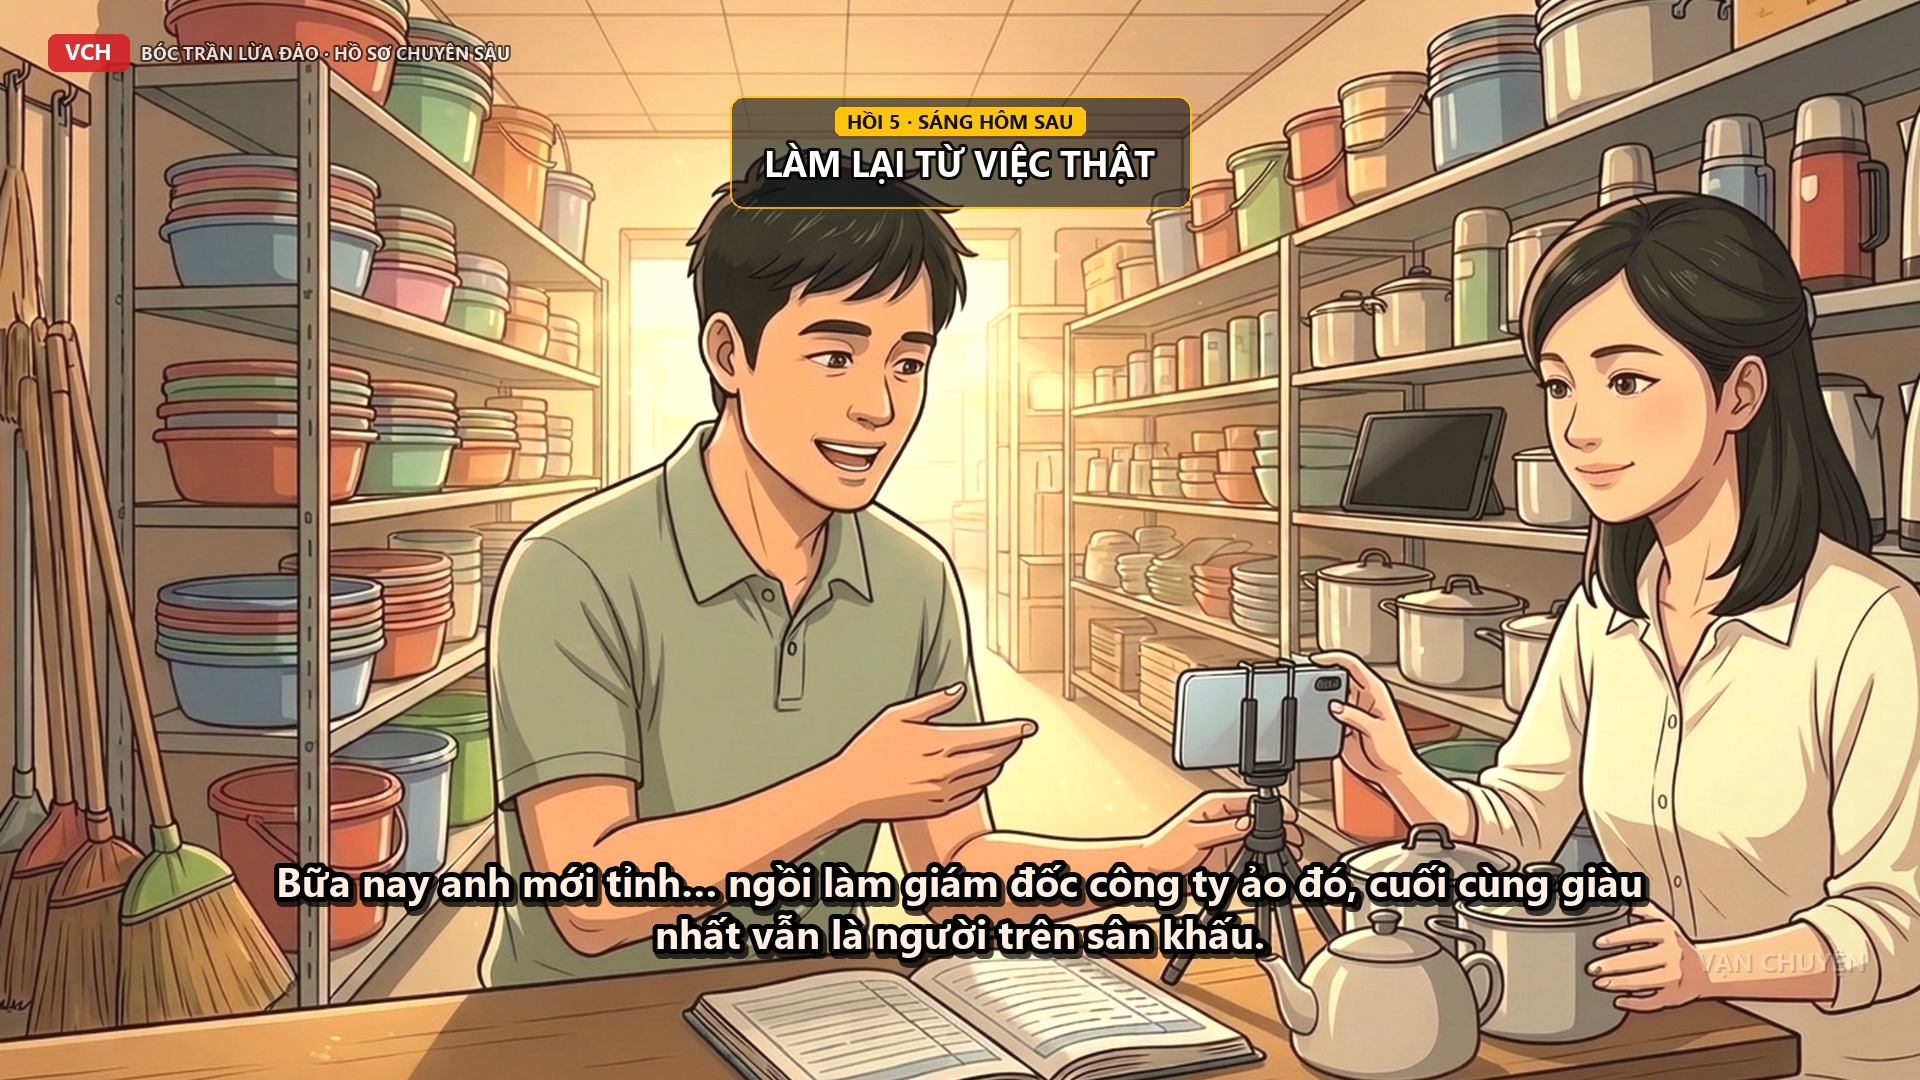 VCH BÓC TRẦN LỪA ĐẢO · HỒ SƠ CHUYÊN SÂU
HỒI 5 · SÁNG HÔM SAU
LÀM LẠI TỪ VIỆC THẬT
Bữa nay anh mới tỉnh... ngồi làm giám đốc công ty ảo đó, cuối cùng giàu
nhất vẫn là người trên sân khấu.
VẠN CHUYỆN